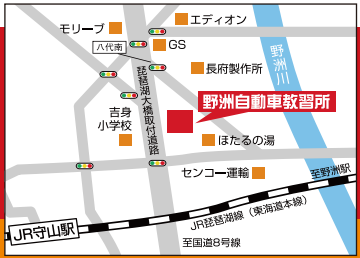 エディオン
モリーブ
GS
八代南
長府製作所
野洲川
琵琶湖大橋取付道路
野洲自動車教習所
吉身
小学校
ほたるの湯
センコー運輸
至野洲駅
JR琵琶湖線（東海道本線）
JR守山駅
至国道8号線